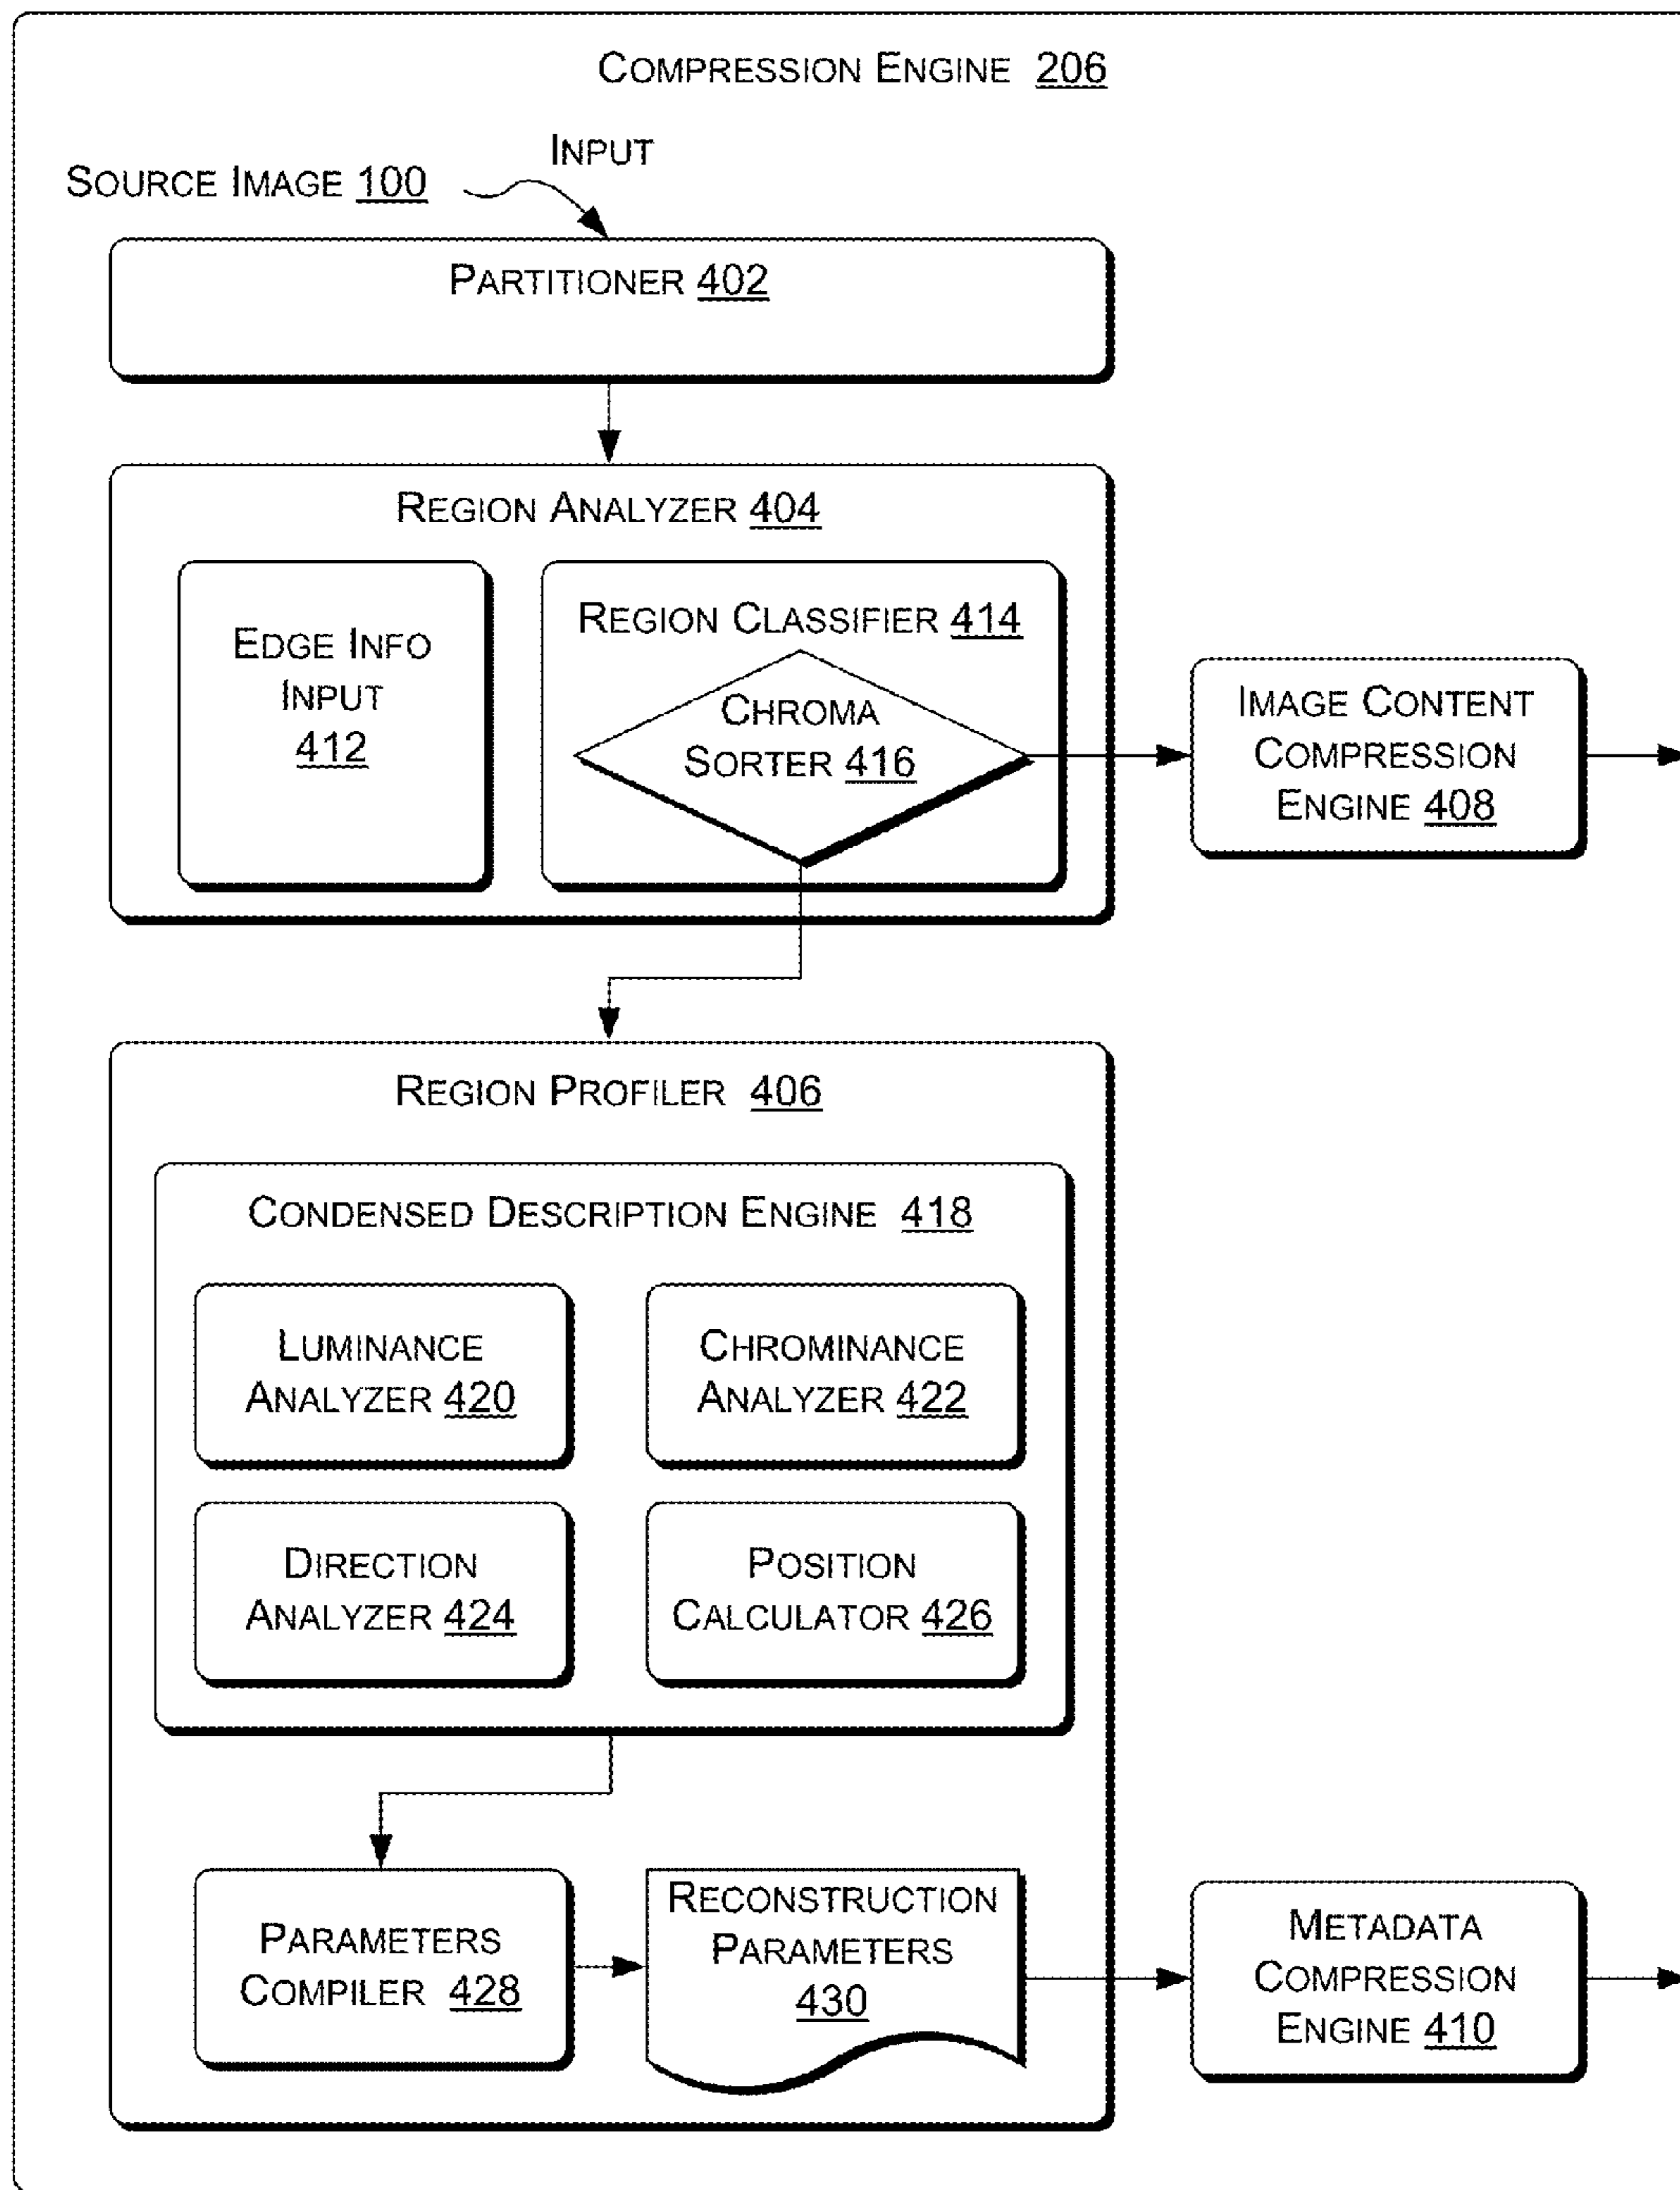 COMPRESSION ENGINE 206
INPUT
SOURCE IMAGE 100
PARTITIONER 402
REGION ANALYZER 404
EDGE INFO
INPUT
412
REGION CLASSIFIER 414
CHROMA
SORTER 416
IMAGE CONTENT
COMPRESSION
ENGINE 408
REGION PROFILER 406
CONDENSED DESCRIPTION ENGINE 418
LUMINANCE
ANALYZER 420
CHROMINANCE
ANALYZER 422
DIRECTION
ANALYZER 424
POSITION
CALCULATOR 426
PARAMETERS
COMPILER 428
RECONSTRUCTION
PARAMETERS
430
METADATA
COMPRESSION
ENGINE 410